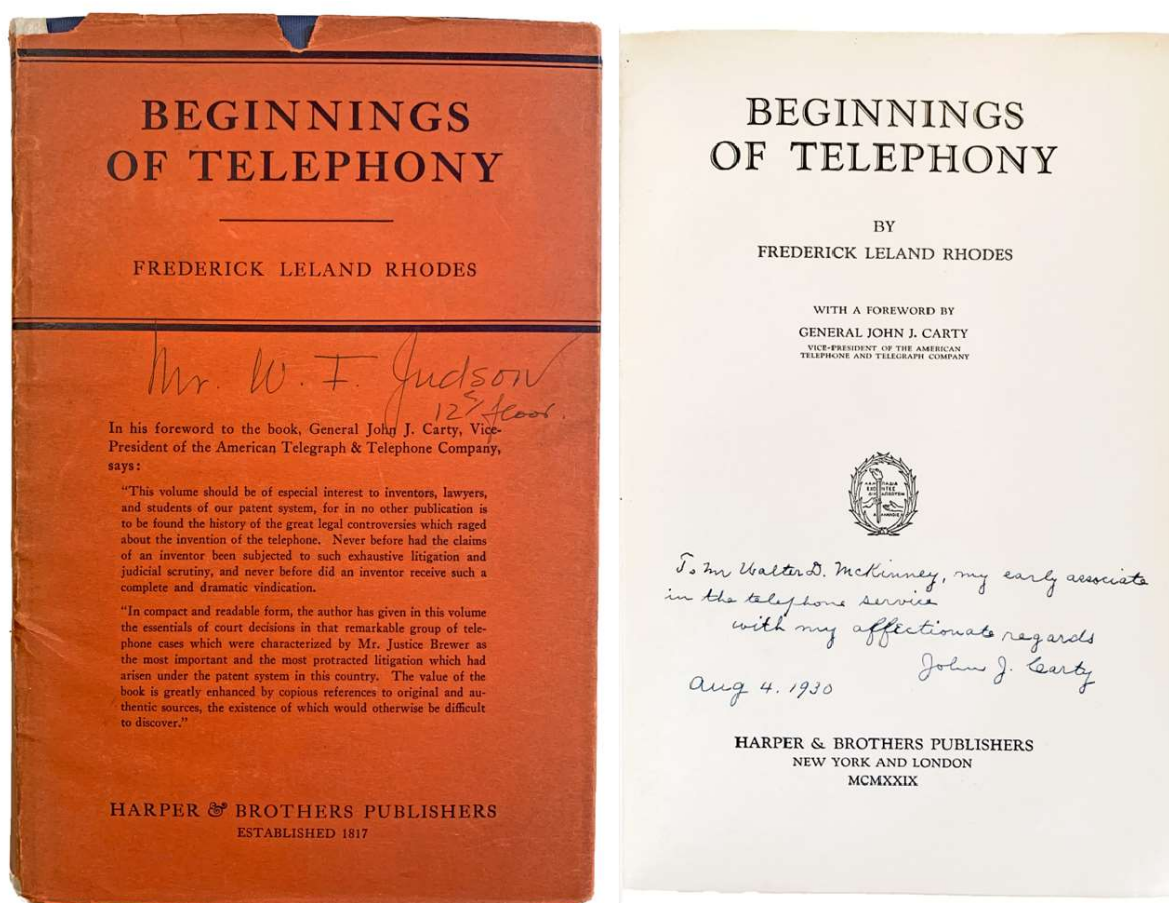 BEGINNINGS
OF TELEPHONY
FREDERICK LELAND RHODES
Mr. W. F. Judson
12th floor.
In his foreword to the book, General John J. Carty, Vice-
President of the American Telegraph & Telephone Company,
says:
"This volume should be of especial interest to inventors, lawyers,
and students of our patent system, for in no other publication is
to be found the history of the great legal controversies which raged
about the invention of the telephone. Never before had the claims
of an inventor been subjected to such exhaustive litigation and
judicial scrutiny, and never before did an inventor receive such a
complete and dramatic vindication.
"In compact and readable form, the author has given in this volume
the essentials of court decisions in that remarkable group of tele-
phone cases which were characterized by Mr. Justice Brewer as
the most important and the most protracted litigation which had
arisen under the patent system in this country. The value of the
book is greatly enhanced by copious references to original and au-
thentic sources, the existence of which would otherwise be difficult
to discover."
HARPER & BROTHERS PUBLISHERS
ESTABLISHED 1817
BEGINNINGS
OF TELEPHONY
BY
FREDERICK LELAND RHODES
WITH A FOREWORD BY
GENERAL JOHN J. CARTY
VICE-PRESIDENT OF THE AMERICAN
TELEPHONE AND TELEGRAPH COMPANY
To Mr Walter D. McKinney, my early associate
in the telephone service
with my affectionate regards
John J. Carty
Aug 4. 1930
HARPER & BROTHERS PUBLISHERS
NEW YORK AND LONDON
MCMXXIX